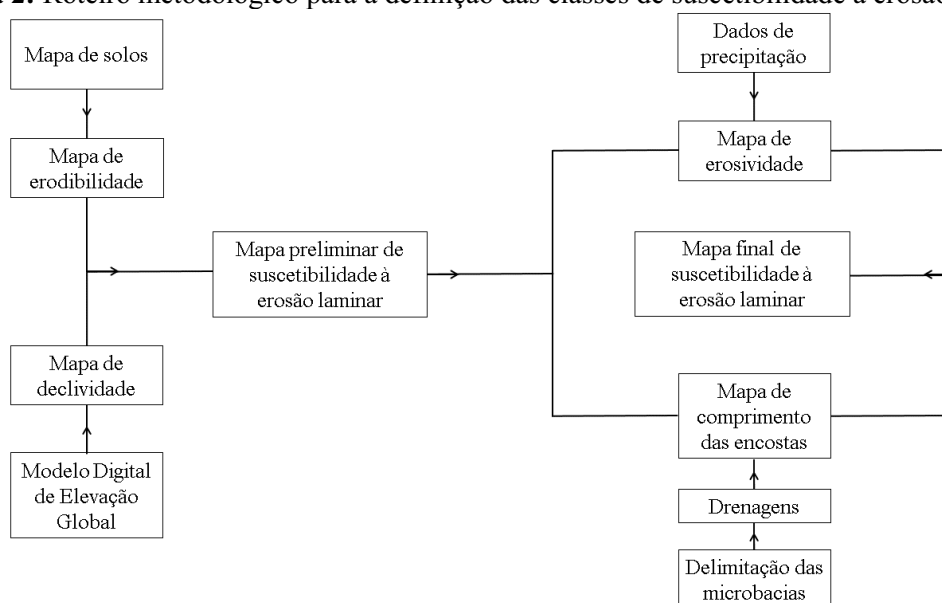 2. Roteiro metodológico para a definição das classes de suscetibilidade à erosão
Mapa de solos
Mapa de
erodibilidade
Mapa preliminar de
suscetibilidade à
erosão laminar
Mapa de
declividade
Modelo Digital
de Elevação
Global
Dados de
precipitação
Mapa de
erosividade
Mapa final de
suscetibilidade à
erosão laminar
Mapa de
comprimento
das encostas
Drenagens
Delimitação das
microbacias